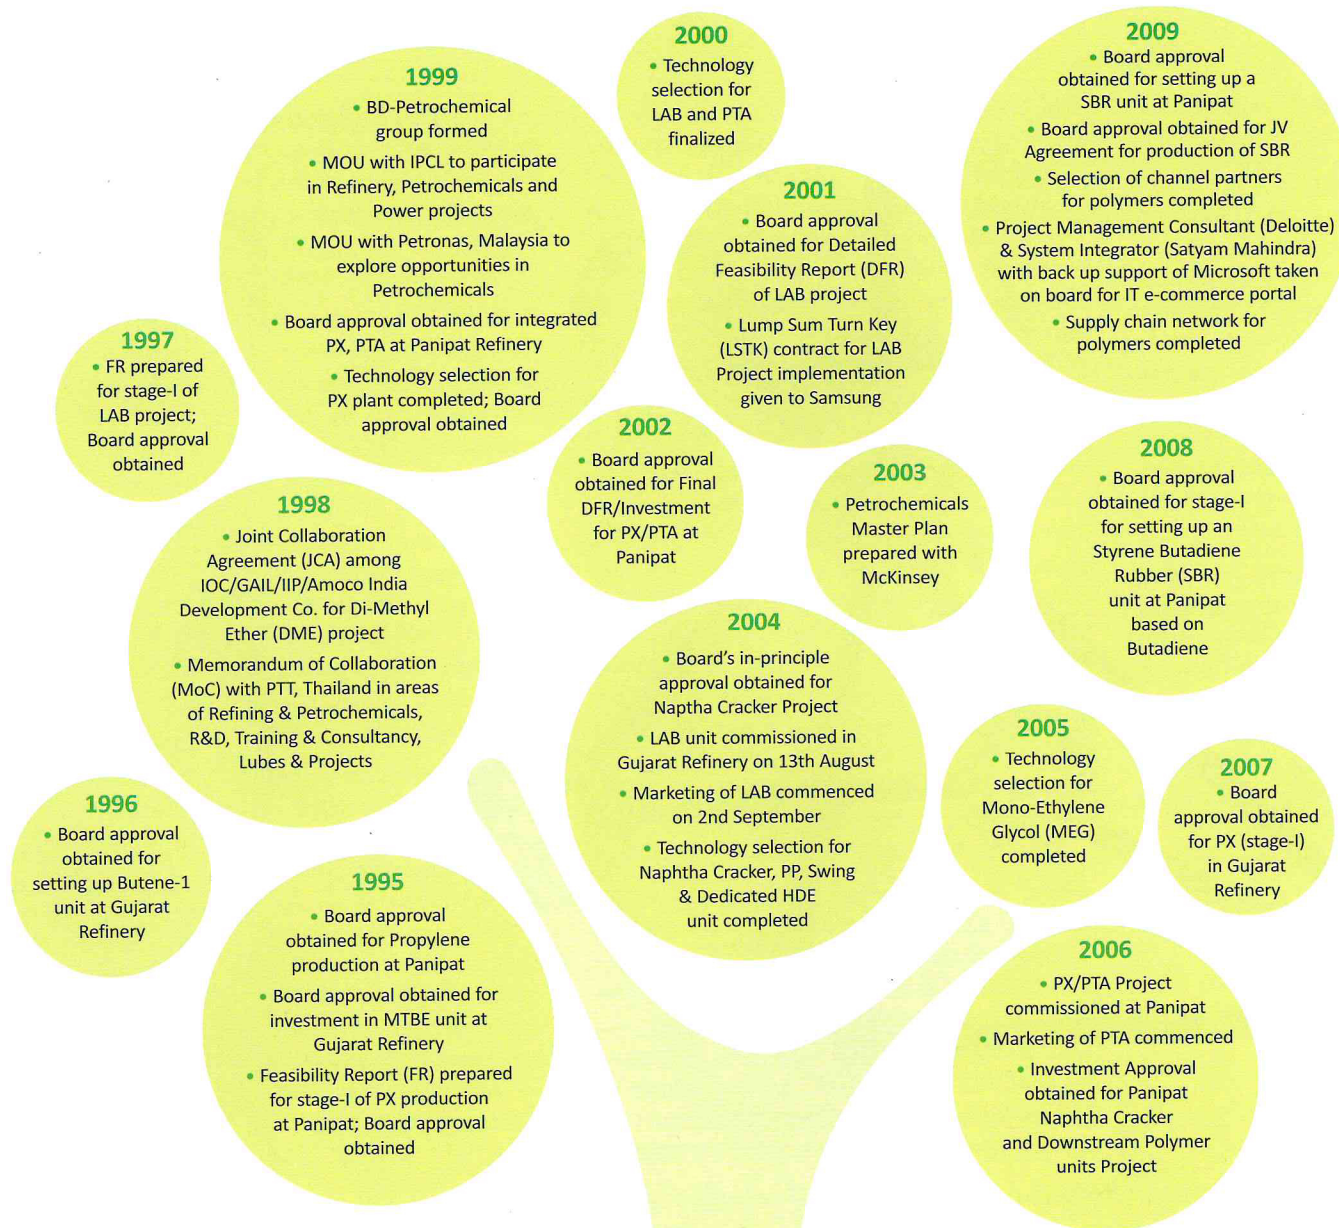 2000
• Technology
selection for
LAB and PTA
finalized
2009
• Board approval
obtained for setting up a
SBR unit at Panipat
• Board approval obtained for JV
Agreement for production of SBR
• Selection of channel partners
for polymers completed
• Project Management Consultant (Deloitte)
& System Integrator (Satyam Mahindra)
with back up support of Microsoft taken
on board for IT e-commerce portal
• Supply chain network for
polymers completed
1999
• BD-Petrochemical
group formed
• MOU with IPCL to participate
in Refinery, Petrochemicals and
Power projects
• MOU with Petronas, Malaysia to
explore opportunities in
Petrochemicals
• Board approval obtained for integrated
PX, PTA at Panipat Refinery
• Technology selection for
PX plant completed; Board
approval obtained
2001
• Board approval
obtained for Detailed
Feasibility Report (DFR)
of LAB project
• Lump Sum Turn Key
(LSTK) contract for LAB
Project implementation
given to Samsung
1997
• FR prepared
for stage-I of
LAB project;
Board approval
obtained
2002
• Board approval
obtained for Final
DFR/Investment
for PX/PTA at
Panipat
2003
• Petrochemicals
Master Plan
prepared with
McKinsey
2008
• Board approval
obtained for stage-I
for setting up an
Styrene Butadiene
Rubber (SBR)
unit at Panipat
based on
Butadiene
1998
• Joint Collaboration
Agreement (JCA) among
IOC/GAIL/IIP/Amoco India
Development Co. for Di-Methyl
Ether (DME) project
• Memorandum of Collaboration
(MoC) with PTT, Thailand in areas
of Refining & Petrochemicals,
R&D, Training & Consultancy,
Lubes & Projects
2004
• Board's in-principle
approval obtained for
Naptha Cracker Project
• LAB unit commissioned in
Gujarat Refinery on 13th August
• Marketing of LAB commenced
on 2nd September
• Technology selection for
Naphtha Cracker, PP, Swing
& Dedicated HDE
unit completed
2005
• Technology
selection for
Mono-Ethylene
Glycol (MEG)
completed
2007
• Board
approval obtained
for PX (stage-I)
in Gujarat
Refinery
1996
• Board approval
obtained for
setting up Butene-1
unit at Gujarat
Refinery
1995
• Board approval
obtained for Propylene
production at Panipat
• Board approval obtained for
investment in MTBE unit at
Gujarat Refinery
• Feasibility Report (FR) prepared
for stage-I of PX production
at Panipat; Board approval
obtained
2006
• PX/PTA Project
commissioned at Panipat
• Marketing of PTA commenced
• Investment Approval
obtained for Panipat
Naphtha Cracker
and Downstream Polymer
units Project